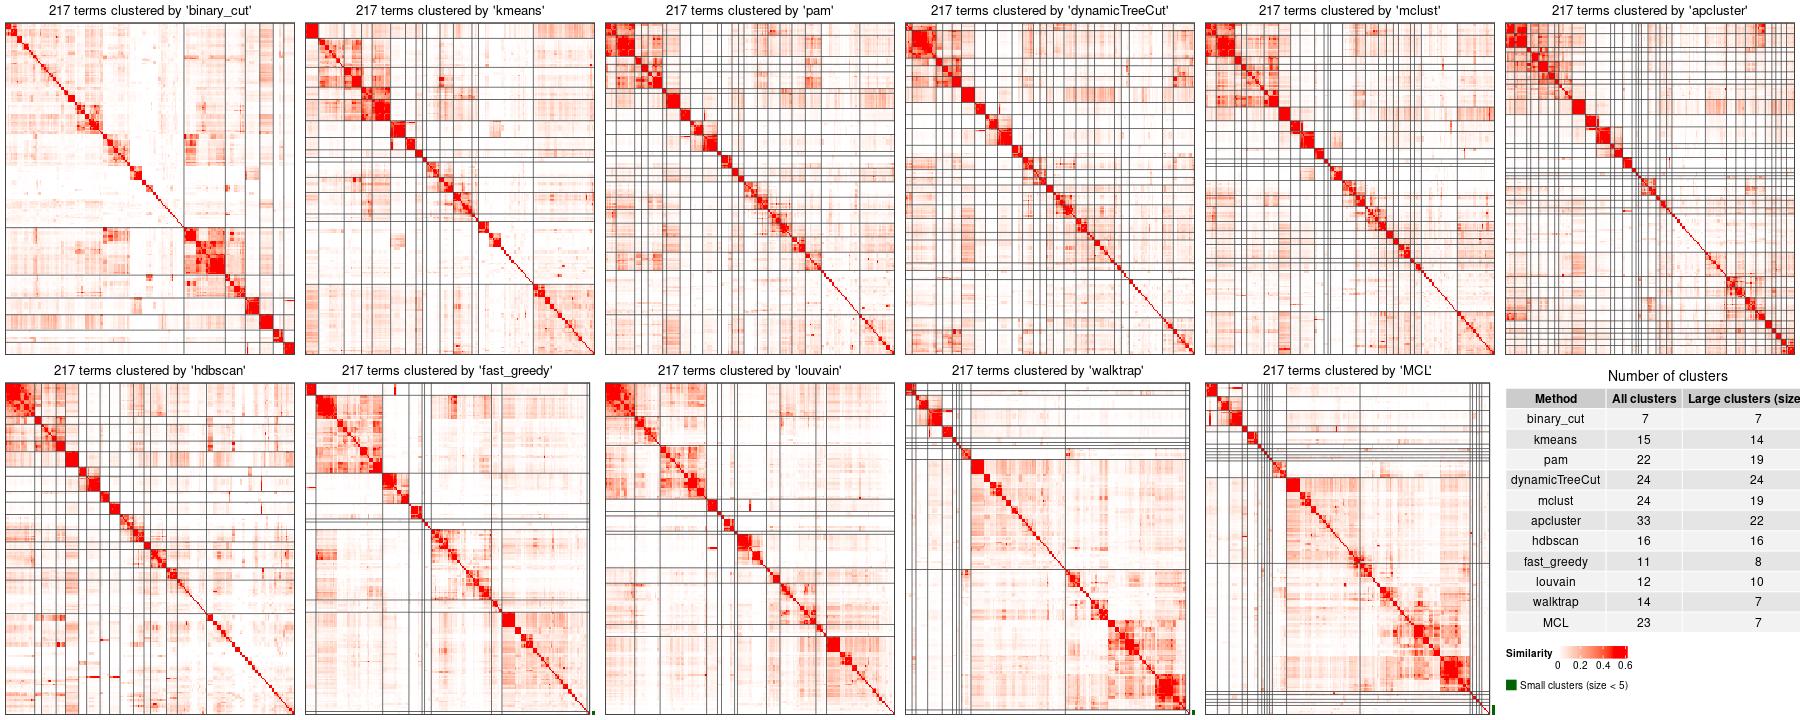 217 terms clustered by 'binary_cut'
217 terms clustered by 'kmeans'
217 terms clustered by 'pam'
217 terms clustered by 'dynamicTreeCut'
217 terms clustered by 'mclust'
217 terms clustered by 'apcluster'
217 terms clustered by 'hdbscan'
217 terms clustered by 'fast_greedy'
217 terms clustered by 'louvain'
217 terms clustered by 'walktrap'
217 terms clustered by 'MCL'
Number of clusters
Method All clusters Large clusters (size
binary_cut 7 7
kmeans 15 14
pam 22 19
dynamicTreeCut 24 24
mclust 24 19
apcluster 33 22
hdbscan 16 16
fast_greedy 11 8
louvain 12 10
walktrap 14 7
MCL 23 7
Similarity
0 0.2 0.4 0.6
Small clusters (size < 5)